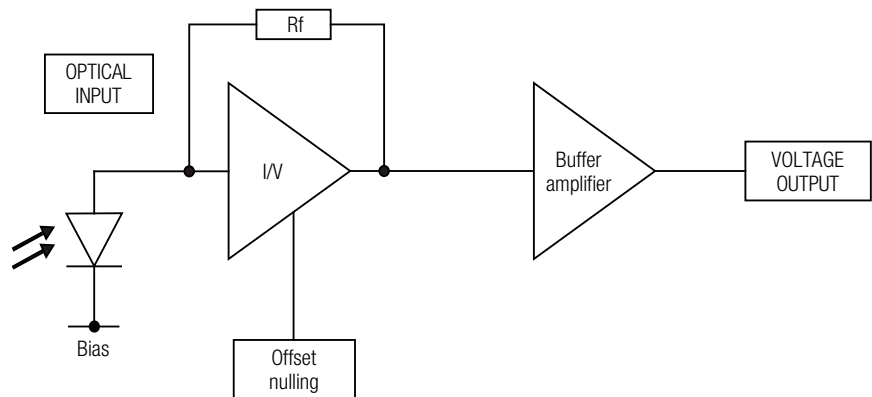 Rf
OPTICAL
INPUT
I/V
Buffer
amplifier
VOLTAGE
OUTPUT
Bias
Offset
nulling